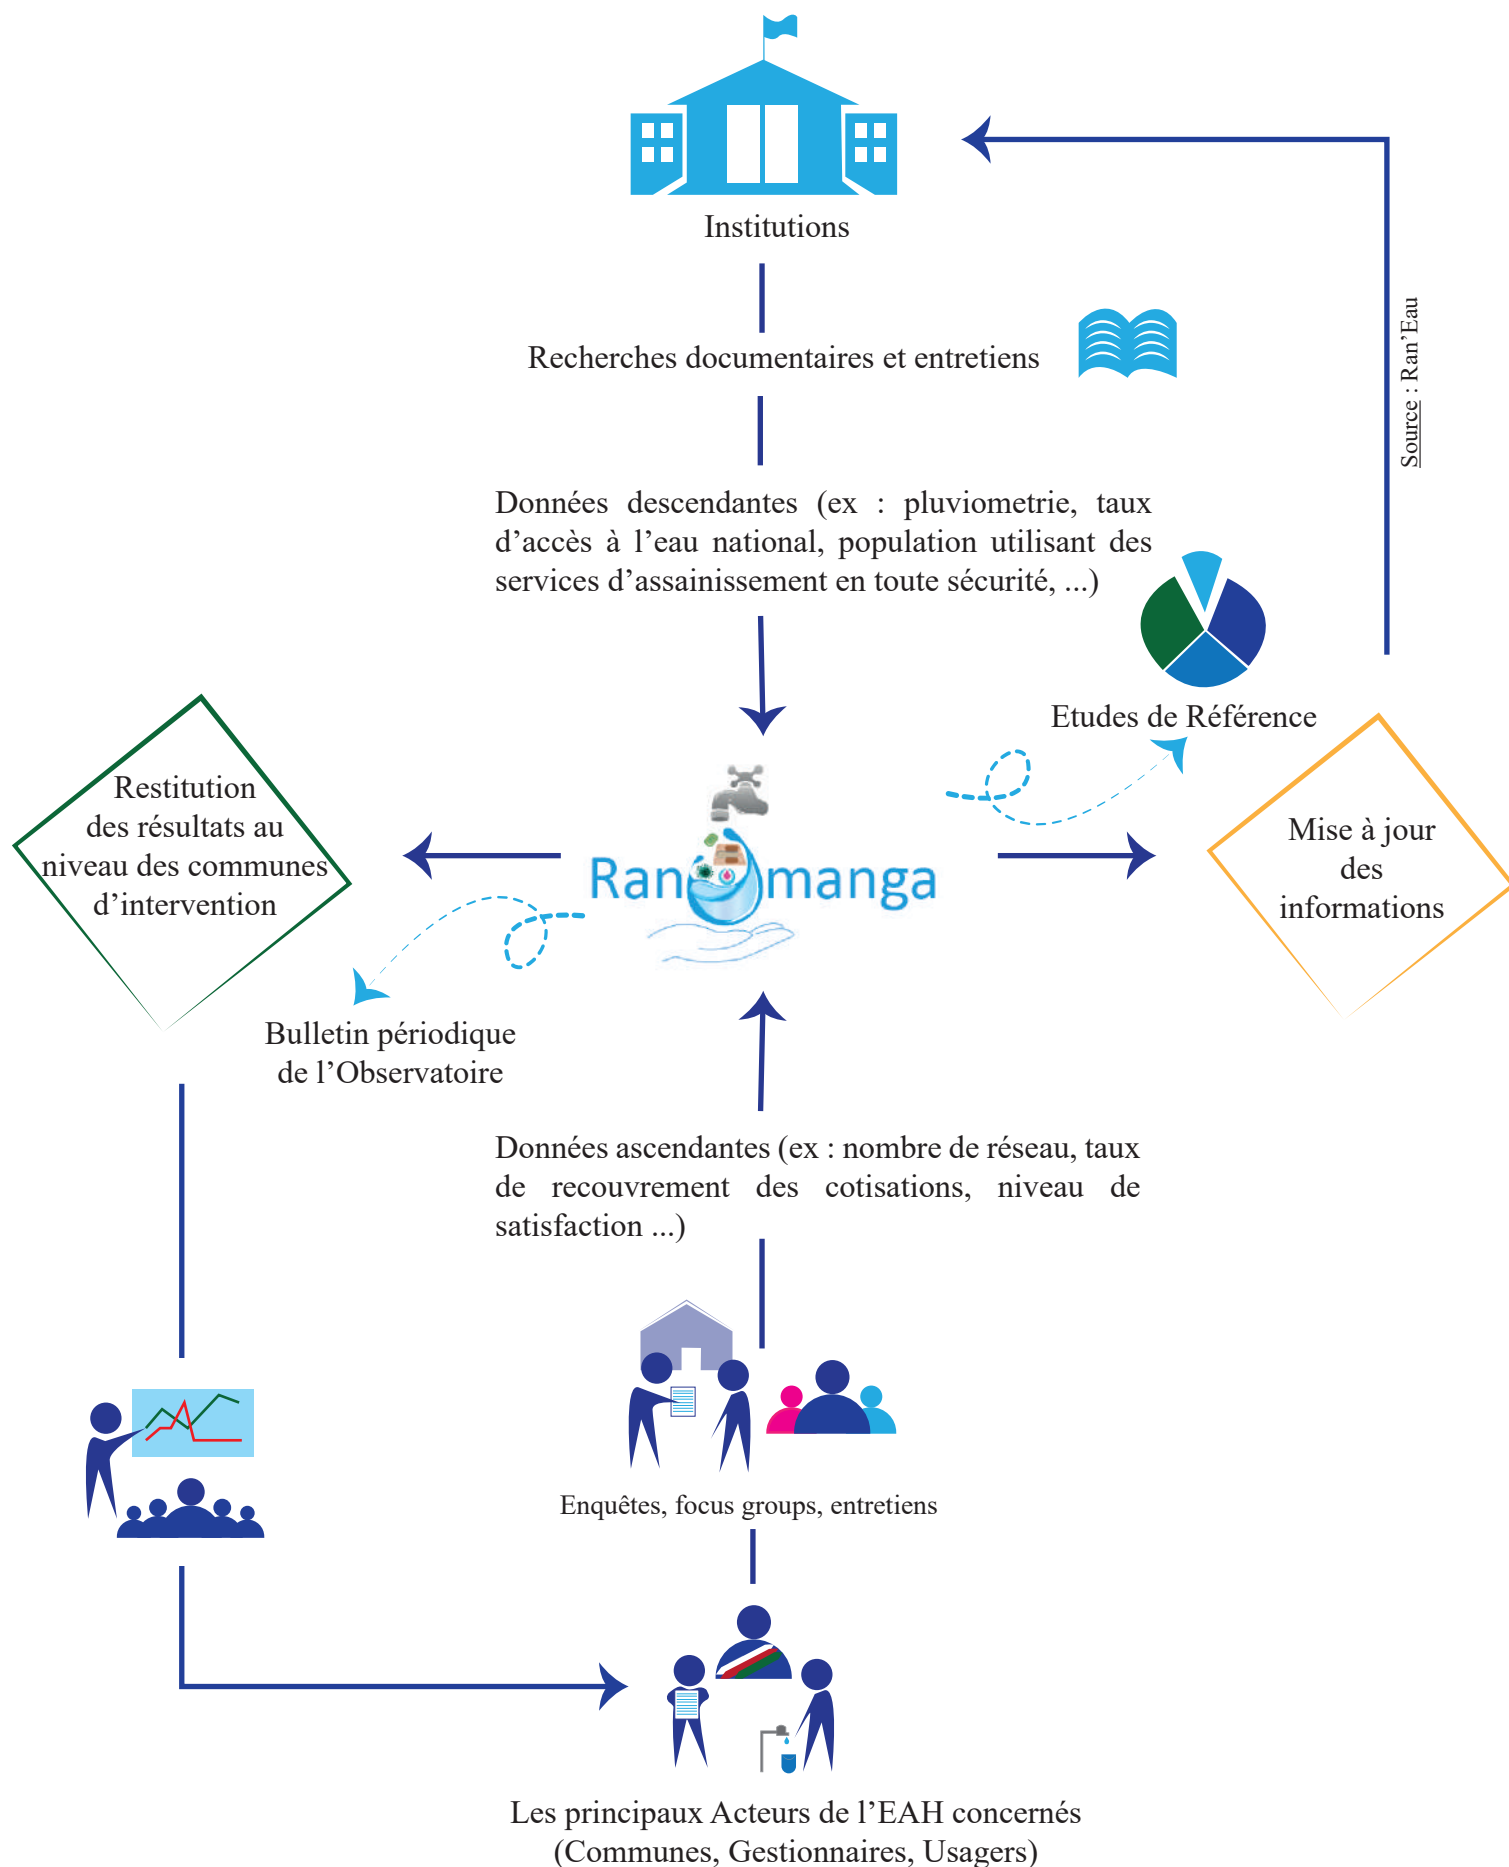 Institutions
Recherches documentaires et entretiens
Source : Ran’Eau
Données descendantes (ex : pluviometrie, taux
d’accès à l’eau national, population utilisant des
services d’assainissement en toute sécurité, ...)
Etudes de Référence
Restitution
des résultats au
niveau des communes
d’intervention
Ranomanga
Mise à jour
des
informations
Bulletin périodique
de l’Observatoire
Données ascendantes (ex : nombre de réseau, taux
de recouvrement des cotisations, niveau de
satisfaction ...)
Enquêtes, focus groups, entretiens
Les principaux Acteurs de l’EAH concernés
(Communes, Gestionnaires, Usagers)